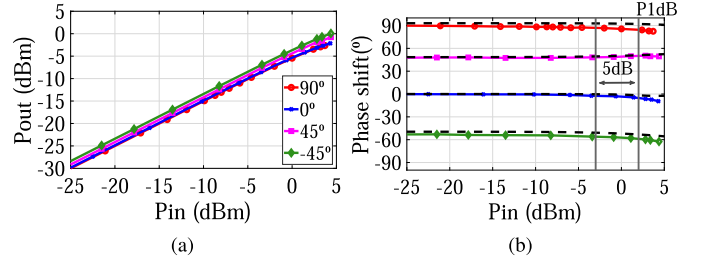 5
0
-5
-10
-15
-20
-25
-30
Pout (dBm)
90º
0º
45º
-45º
-25 -20 -15 -10 -5 0 5
Pin (dBm)
(a)
P1dB
90
60
30
0
-30
-60
-90
Phase shift(º)
5dB
-25 -20 -15 -10 -5 0 5
Pin (dBm)
(b)